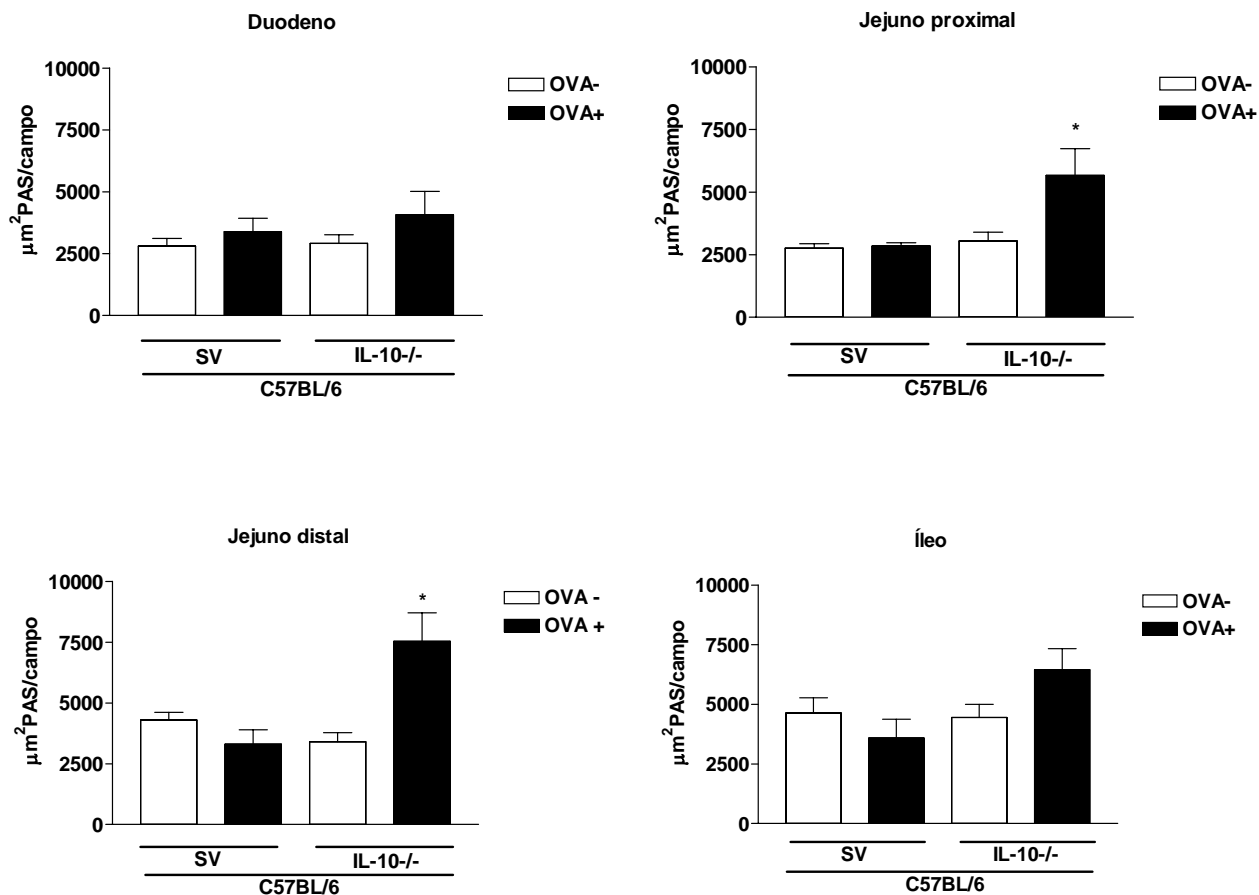 Duodeno
10000
7500
5000
2500
0
μm²PAS/campo
OVA-
OVA+
SV
IL-10-/-
C57BL/6
Jejuno proximal
10000
7500
5000
2500
0
μm²PAS/campo
*
OVA-
OVA+
SV
IL-10-/-
C57BL/6
Jejuno distal
10000
7500
5000
2500
0
μm²PAS/campo
*
OVA -
OVA +
SV
IL-10-/-
C57BL/6
Íleo
10000
7500
5000
2500
0
μm²PAS/campo
OVA-
OVA+
SV
IL-10-/-
C57BL/6